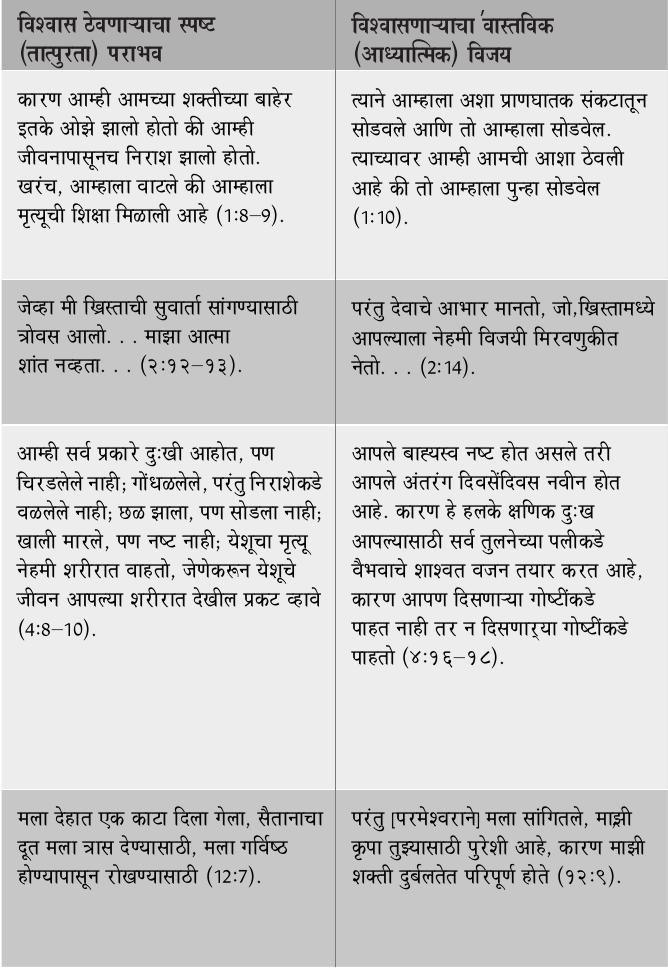 विश्वास ठेवणाऱ्याचा स्पष्ट
(तात्पुरता) पराभव
विश्वासणाऱ्याचा वास्तविक
(आध्यात्मिक) विजय
कारण आम्ही आमच्या शक्तीच्या बाहेर
इतके ओझे झालो होतो की आम्ही
जीवनापासूनच निराश झालो होतो.
खरंच, आम्हाला वाटले की आम्हाला
मृत्यूची शिक्षा मिळाली आहे (1:8–9).
त्याने आम्हाला अशा प्राणघातक संकटातून
सोडवले आणि तो आम्हाला सोडवेल.
त्याच्यावर आम्ही आमची आशा ठेवली
आहे की तो आम्हाला पुन्हा सोडवेल
(1:10).
जेव्हा मी ख्रिस्ताची सुवार्ता सांगण्यासाठी
त्रोवस आलो. . . माझा आत्मा
शांत नव्हता. . . (२:१२–१३).
परंतु देवाचे आभार मानतो, जो,ख्रिस्तामध्ये
आपल्याला नेहमी विजयी मिरवणुकीत
नेतो. . . (2:14).
आम्ही सर्व प्रकारे दुःखी आहोत, पण
चिरडलेले नाही; गोंधळलेले, परंतु निराशेकडे
वळलेले नाही; छळ झाला, पण सोडला नाही;
खाली मारले, पण नष्ट नाही; येशूचा मृत्यू
नेहमी शरीरात वाहतो, जेणेकरून येशूचे
जीवन आपल्या शरीरात देखील प्रकट व्हावे
(4:8–10).
आपले बाह्यस्व नष्ट होत असले तरी
आपले अंतरंग दिवसेंदिवस नवीन होत
आहे. कारण हे हलके क्षणिक दुःख
आपल्यासाठी सर्व तुलनेच्या पलीकडे
वैभवाचे शाश्वत वजन तयार करत आहे,
कारण आपण दिसणाऱ्या गोष्टींकडे
पाहत नाही तर न दिसणाऱ्या गोष्टींकडे
पाहतो (४:१६–१८).
मला देहात एक काटा दिला गेला, सैतानाचा
दूत मला त्रास देण्यासाठी, मला गर्विष्ठ
होण्यापासून रोखण्यासाठी (12:7).
परंतु [परमेश्वराने] मला सांगितले, माझी
कृपा तुझ्यासाठी पुरेशी आहे, कारण माझी
शक्ती दुर्बलतेत परिपूर्ण होते (१२:९).